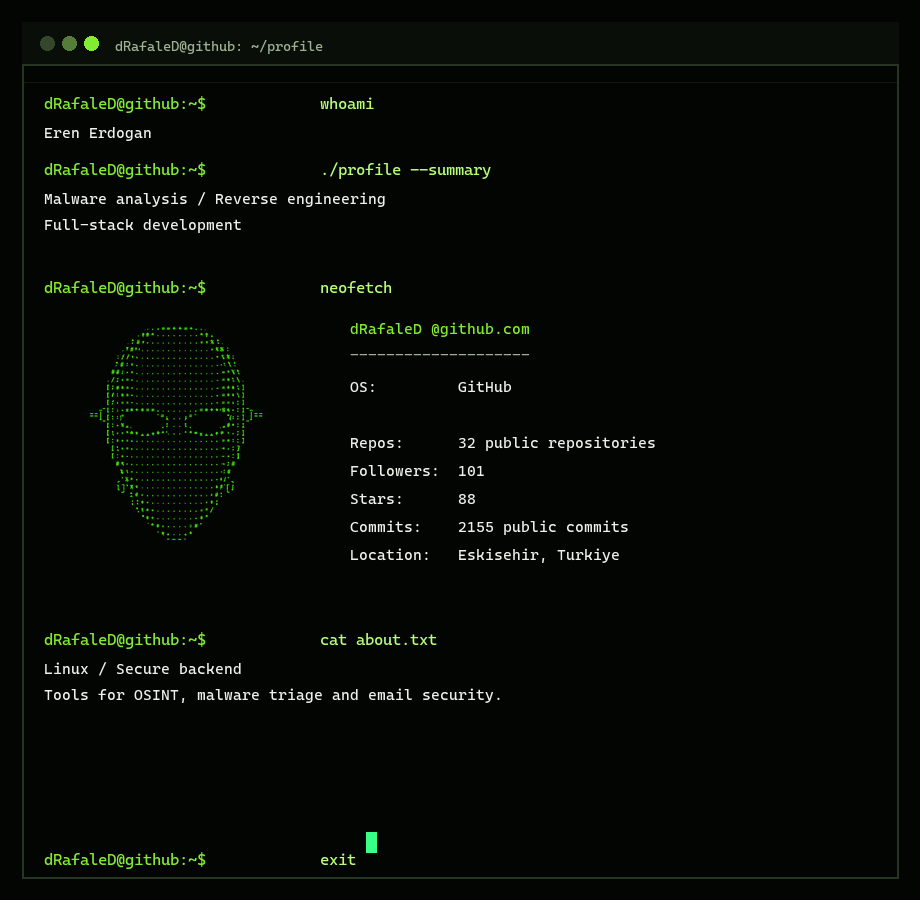 dRafaleD@github: ~/profile
dRafaleD@github:~$ whoami
Eren Erdogan
dRafaleD@github:~$ ./profile --summary
Malware analysis / Reverse engineering
Full-stack development
dRafaleD@github:~$ neofetch
dRafaleD @github.com
--------------------
OS: GitHub
Repos: 32 public repositories
Followers: 101
Stars: 88
Commits: 2155 public commits
Location: Eskisehir, Turkiye
dRafaleD@github:~$ cat about.txt
Linux / Secure backend
Tools for OSINT, malware triage and email security.
dRafaleD@github:~$ exit